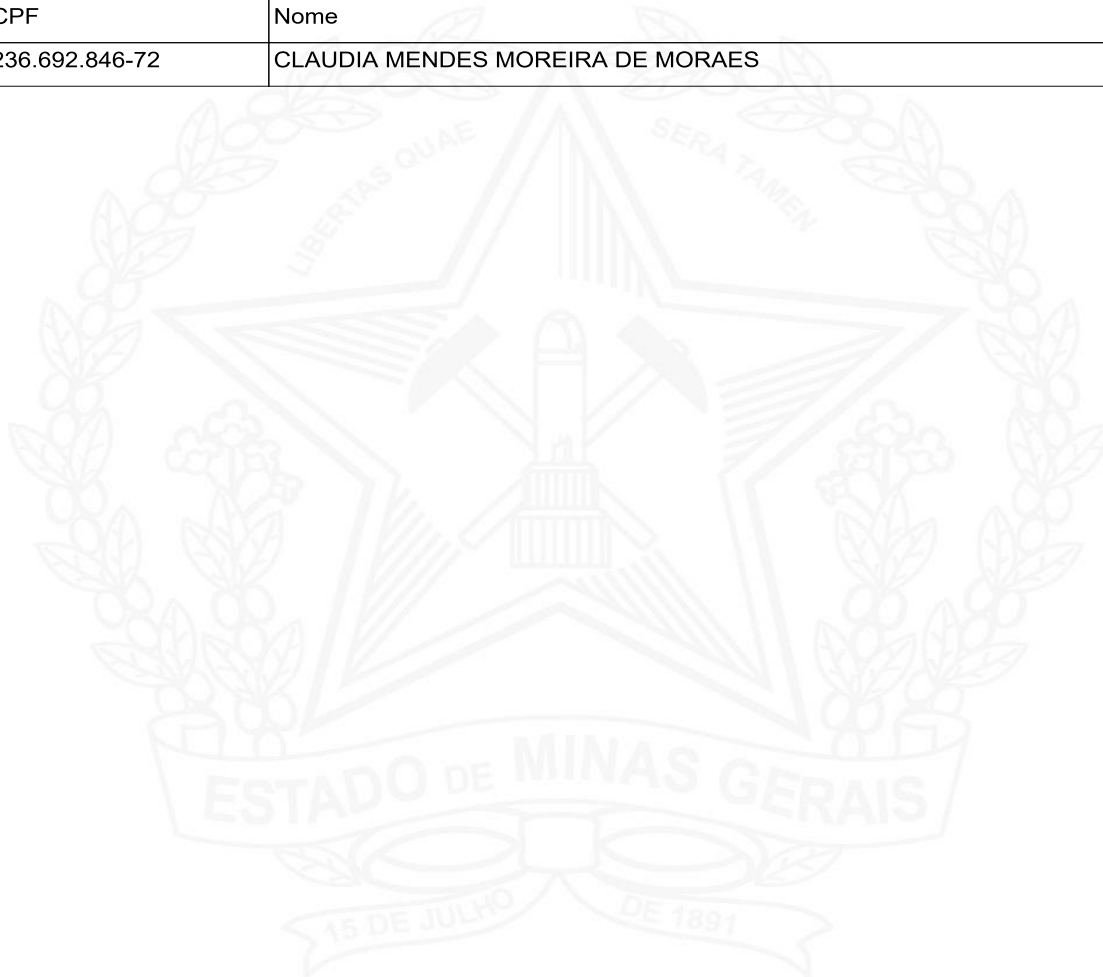 CPF Nome
236.692.846-72 CLAUDIA MENDES MOREIRA DE MORAES
LIBERTAS QUAE SERA TAMEN
ESTADO DE MINAS GERAIS
15 DE JULHO DE 1891